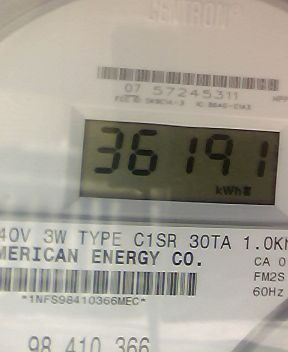 CENTRON®
07 57245311
36191
kWh
40V 3W TYPE C1SR 30TA 1.0K
MERICAN ENERGY CO.
CA 0
FM2S
*1NFS98410366MEC*
60Hz
98 410 366